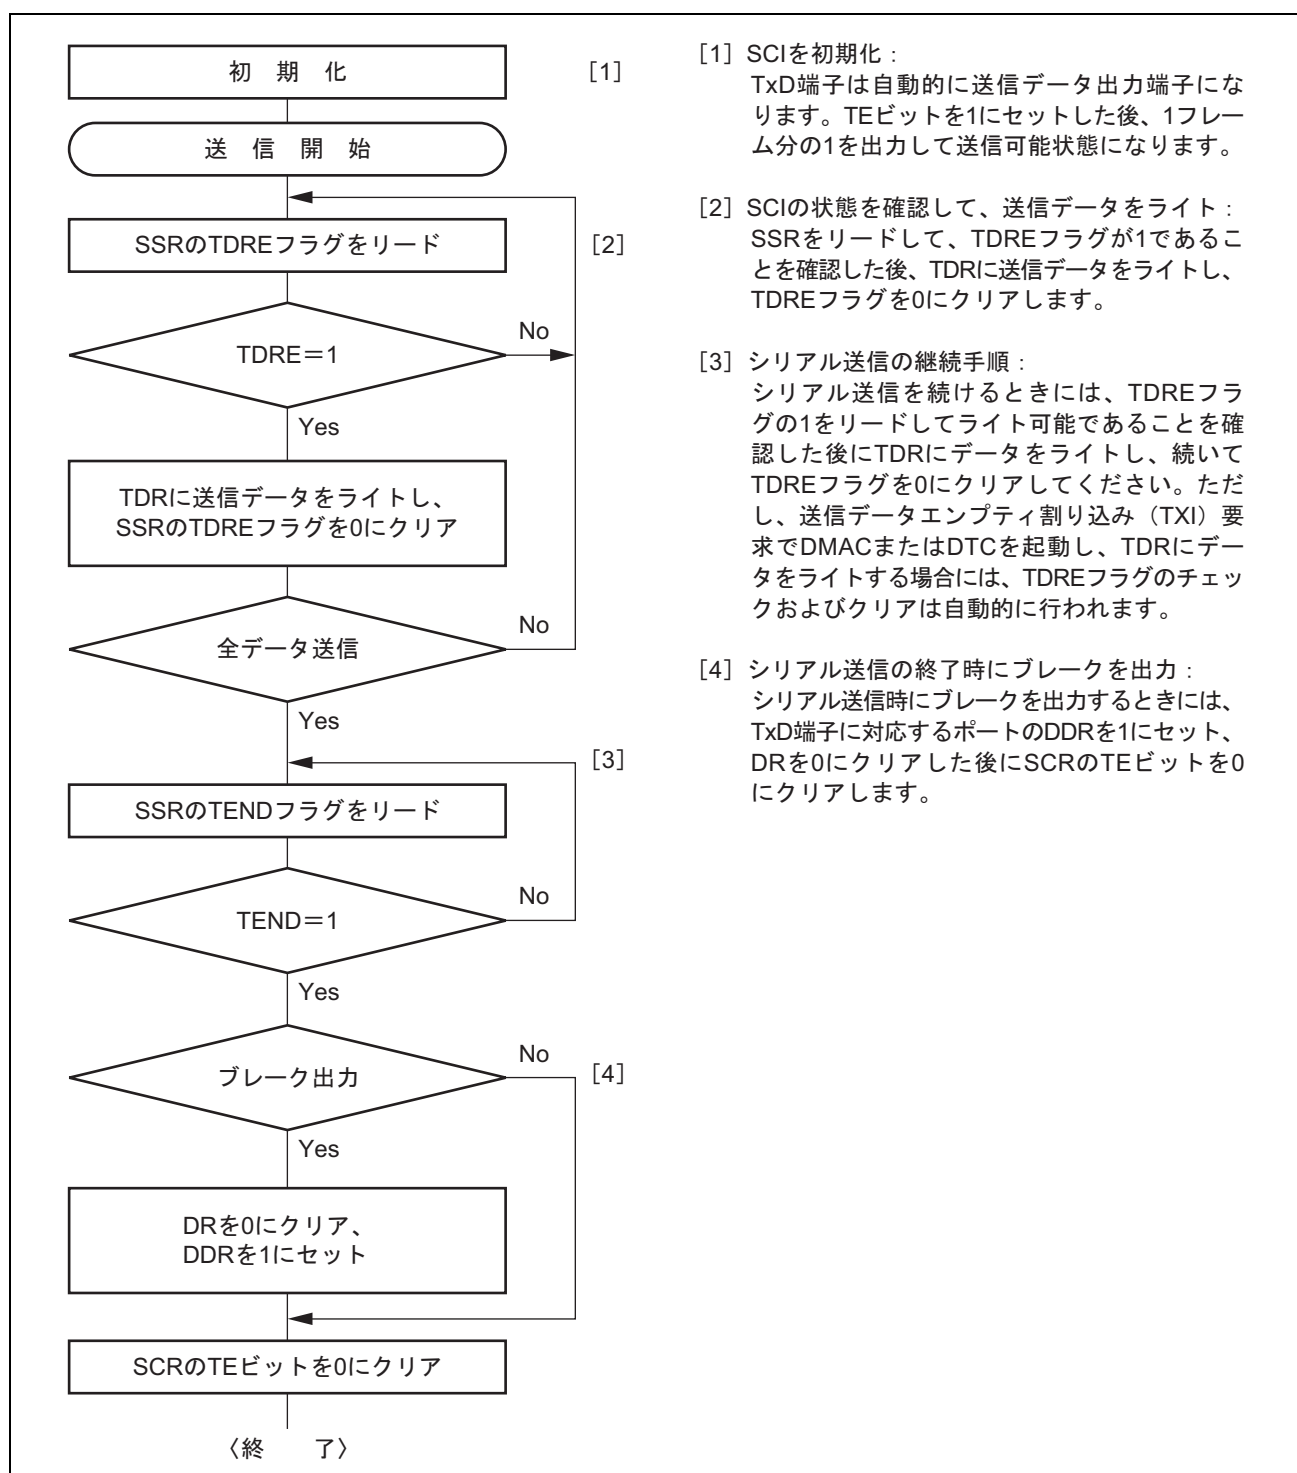 初 期 化
[1]
送 信 開 始
SSRのTDREフラグをリード
[2]
TDRE=1
No
Yes
TDRに送信データをライトし、
SSRのTDREフラグを0にクリア
全データ送信
No
Yes
[3]
SSRのTENDフラグをリード
TEND=1
No
Yes
ブレーク出力
No
[4]
Yes
DRを0にクリア、
DDRを1にセット
SCRのTEビットを0にクリア
〈終 了〉
[1] SCIを初期化:
TxD端子は自動的に送信データ出力端子にな
ります。TEビットを1にセットした後、1フレー
ム分の1を出力して送信可能状態になります。
[2] SCIの状態を確認して、送信データをライト:
SSRをリードして、TDREフラグが1であるこ
とを確認した後、TDRに送信データをライトし、
TDREフラグを0にクリアします。
[3] シリアル送信の継続手順:
シリアル送信を続けるときには、TDREフラ
グの1をリードしてライト可能であることを確
認した後にTDRにデータをライトし、続いて
TDREフラグを0にクリアしてください。ただ
し、送信データエンプティ割り込み(TXI)要
求でDMACまたはDTCを起動し、TDRにデー
タをライトする場合には、TDREフラグのチェッ
クおよびクリアは自動的に行われます。
[4] シリアル送信の終了時にブレークを出力:
シリアル送信時にブレークを出力するときには、
TxD端子に対応するポートのDDRを1にセット、
DRを0にクリアした後にSCRのTEビットを0
にクリアします。